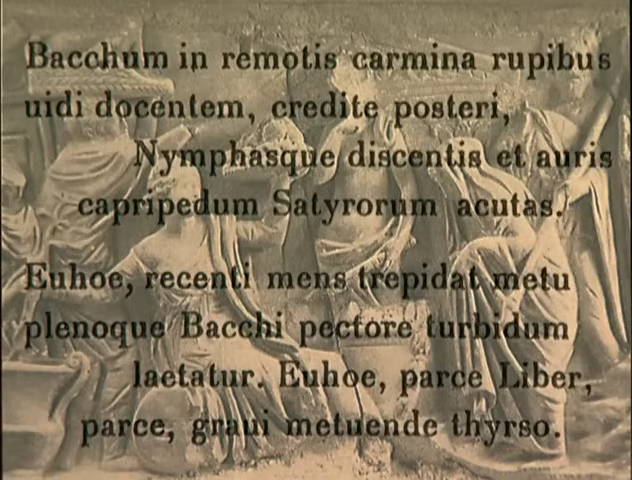 Bacchum in remotis carmina rupibus
uidi docentem, credite posteri,
Nymphasque discentis et auris
capripedum Satyrorum acutas.
Euhoe, recenti mens trepidat metu
plenoque Bacchi pectore turbidum
laetatur. Euhoe, parce Liber,
parce, graui metuende thyrso.